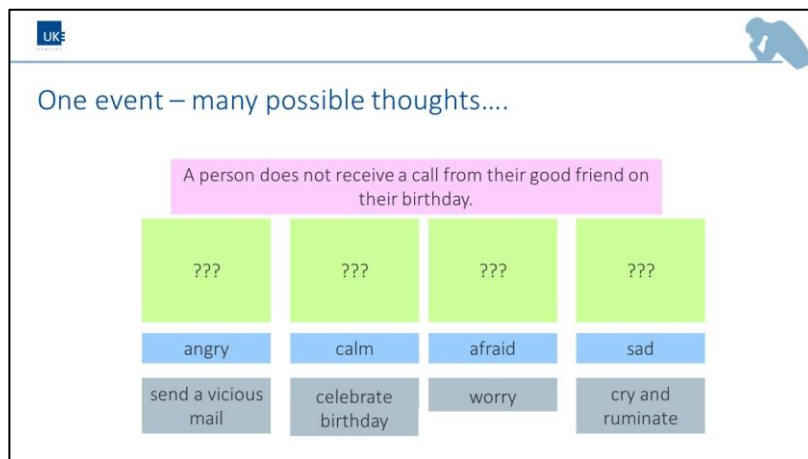 UKE
One event – many possible thoughts....
A person does not receive a call from their good friend on
their birthday.
???
???
???
???
angry
calm
afraid
sad
send a vicious
mail
celebrate
birthday
worry
cry and
ruminate